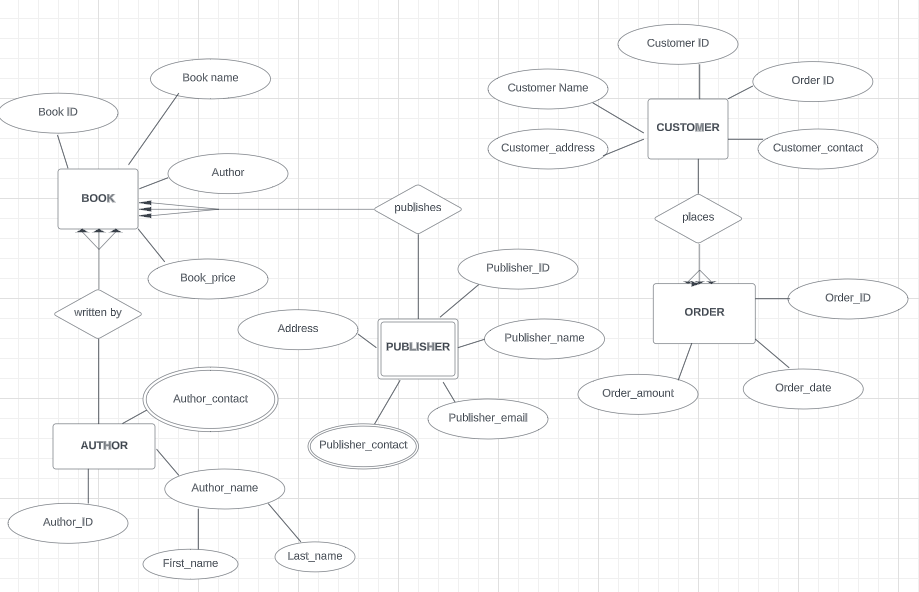 Customer ID
Book name
Order ID
Customer Name
Book ID
CUSTOMER
Customer_address
Customer_contact
Author
BOOK
publishes
places
Publisher_ID
Book_price
Order_ID
written by
ORDER
Address
Publisher_name
PUBLISHER
Order_date
Order_amount
Author_contact
Publisher_email
AUTHOR
Publisher_contact
Author_name
Author_ID
Last_name
First_name